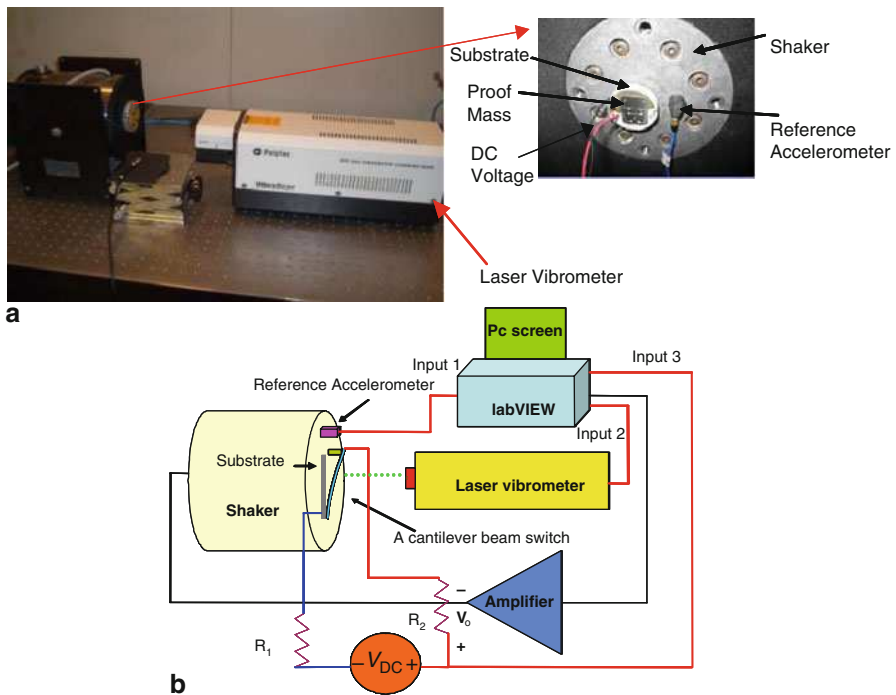 Substrate
Proof
Mass
DC
Voltage
Shaker
Reference
Accelerometer
Polytec
Laser Vibrometer
a
Pc screen
Input 1
Input 3
Reference Accelerometer
labVIEW
Input 2
Substrate
Laser vibrometer
Shaker
A cantilever beam switch
Amplifier
−
Vo
+
R2
R1
− VDC +
b